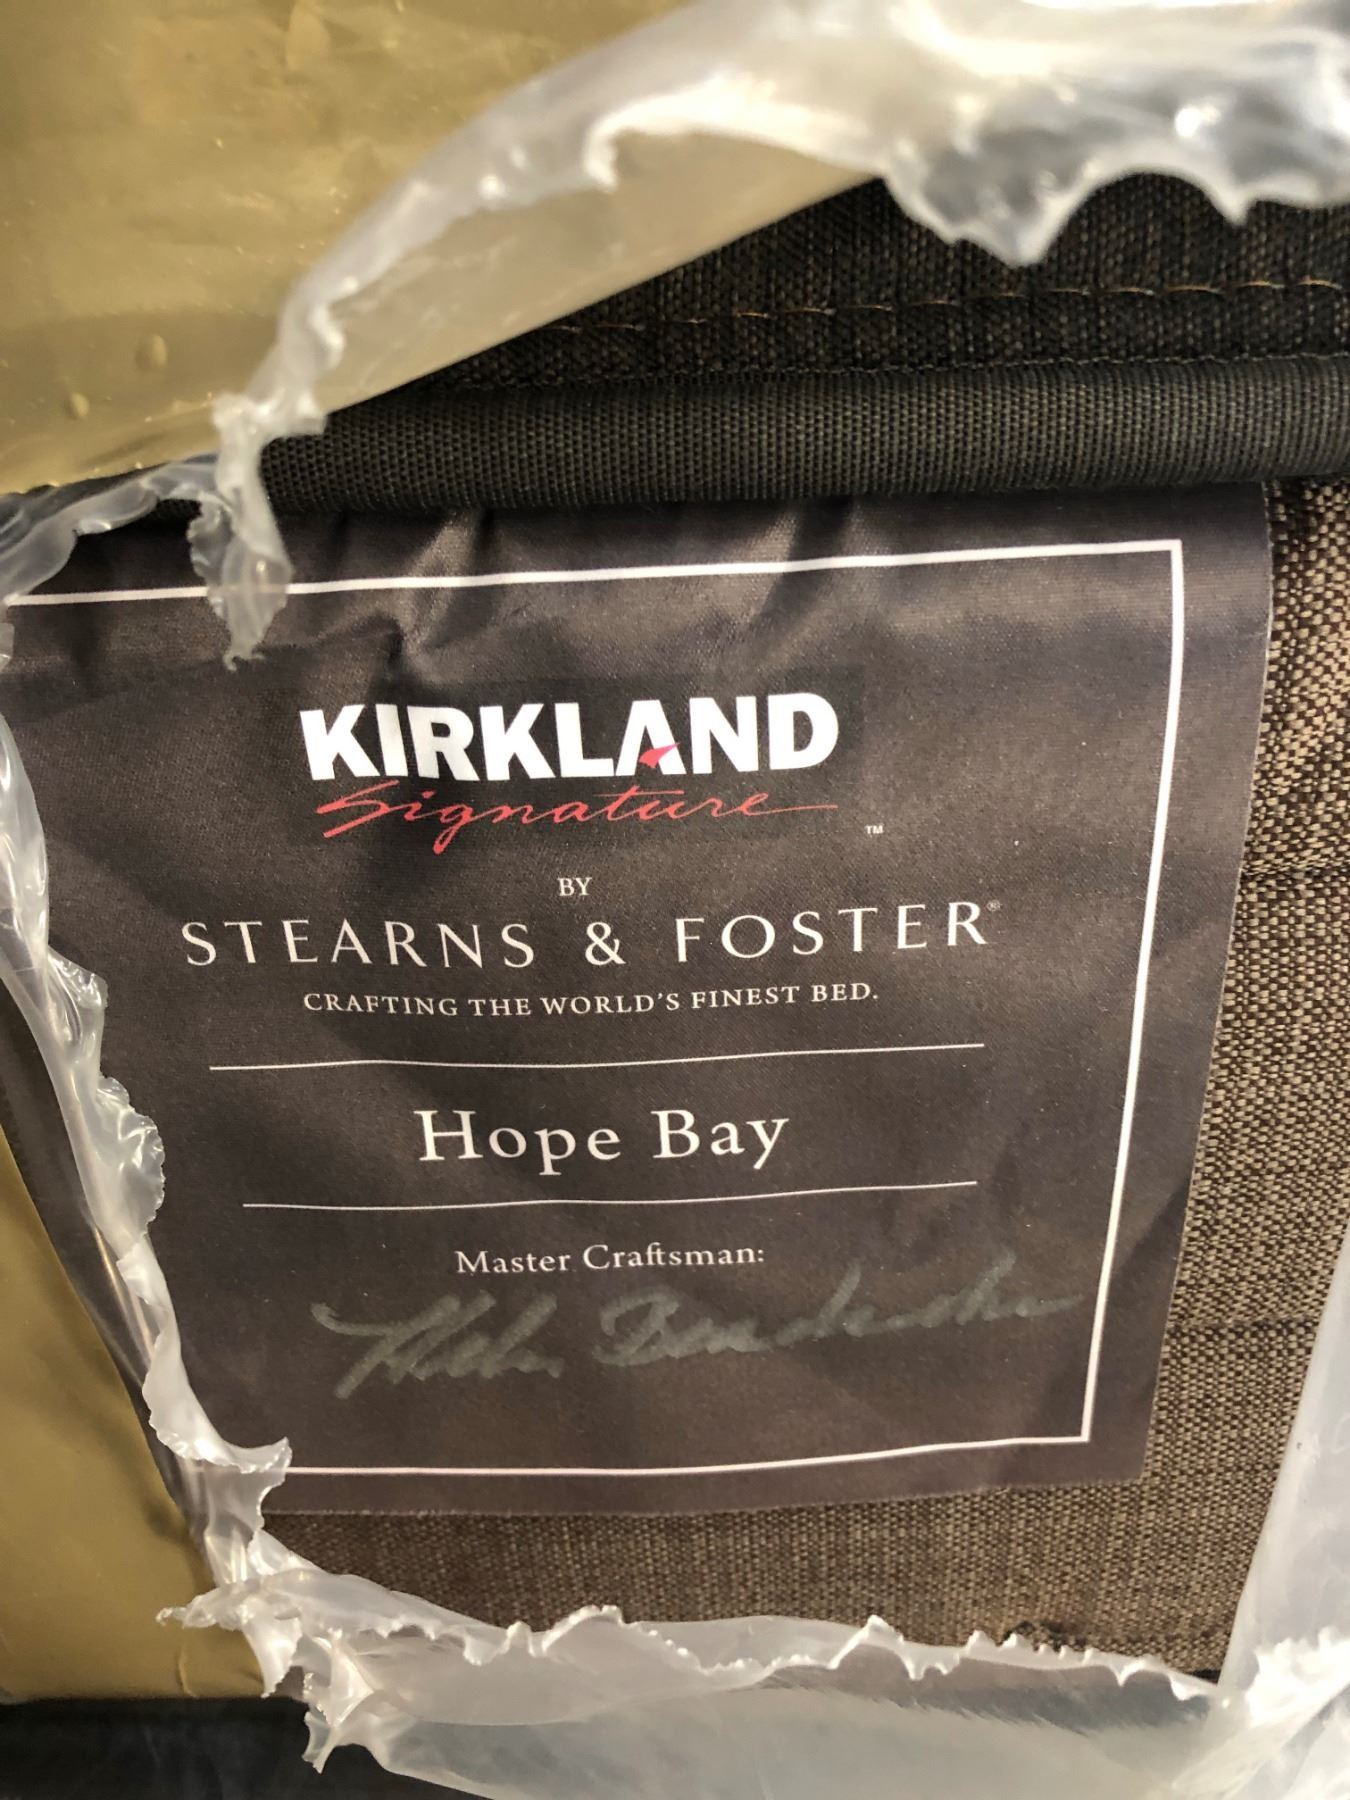 KIRKLAND
Signature
™
BY
STEARNS & FOSTER®
CRAFTING THE WORLD'S FINEST BED.
Hope Bay
Master Craftsman: